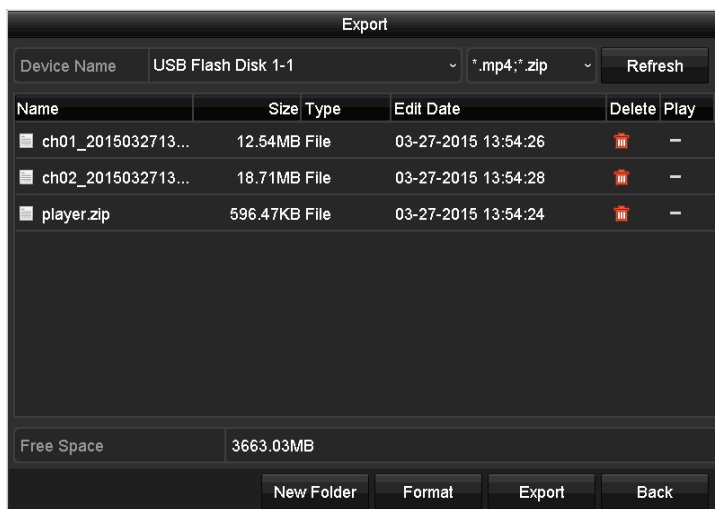 Export
Device Name USB Flash Disk 1-1 *.mp4;*.zip Refresh
Name Size Type Edit Date Delete Play
ch01_2015032713... 12.54MB File 03-27-2015 13:54:26 –
ch02_2015032713... 18.71MB File 03-27-2015 13:54:28 –
player.zip 596.47KB File 03-27-2015 13:54:24 –
Free Space 3663.03MB
New Folder Format Export Back